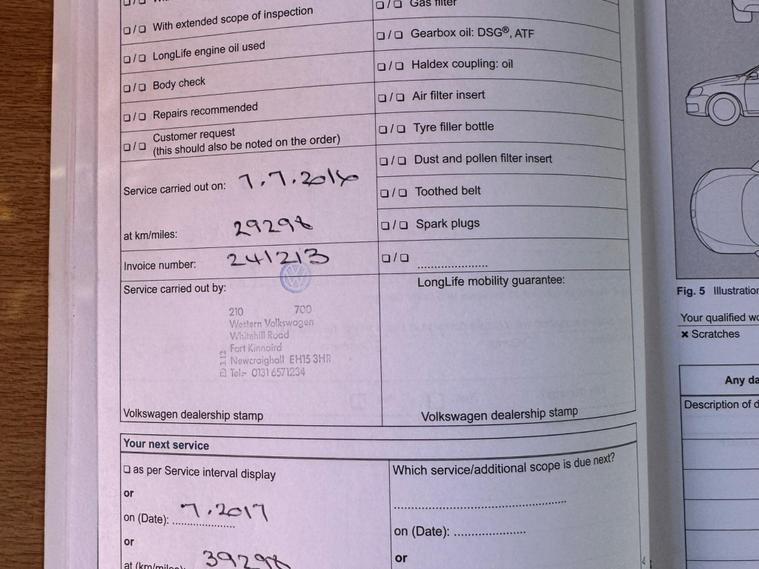 With extended scope of inspection
LongLife engine oil used
Body check
Repairs recommended
Customer request
(this should also be noted on the order)
Service carried out on: 7.7.2016
at km/miles: 29298
Invoice number: 241213
Service carried out by:
210 700
Western Volkswagen
Whitehill Road
Fort Kinnaird
Newcraighall EH15 3HR
Tel:- 0131 6571234
Volkswagen dealership stamp
Gas filter
Gearbox oil: DSG®, ATF
Haldex coupling: oil
Air filter insert
Tyre filler bottle
Dust and pollen filter insert
Toothed belt
Spark plugs
LongLife mobility guarantee:
Volkswagen dealership stamp
Your next service
as per Service interval display
or
on (Date): 7.2017
or
at (km/miles): 39298
Which service/additional scope is due next?
on (Date):
or
Fig. 5 Illustration
Your qualified
× Scratches
Any
Description of